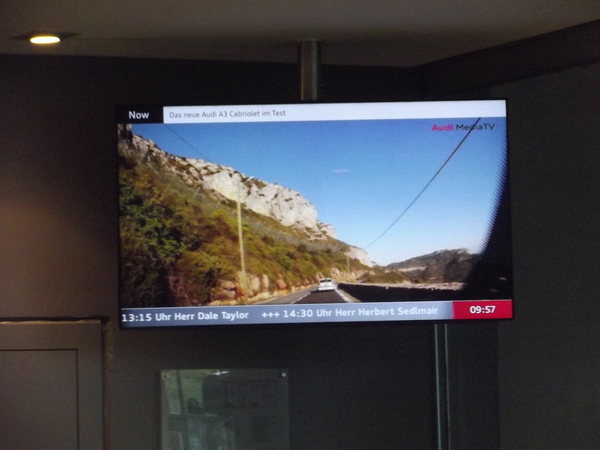 Now Das neue Audi A3 Cabriolet im Test
Audi MediaTV
13:15 Uhr Herr Dale Taylor +++ 14:30 Uhr Herr Herbert Sedlmair 09:57